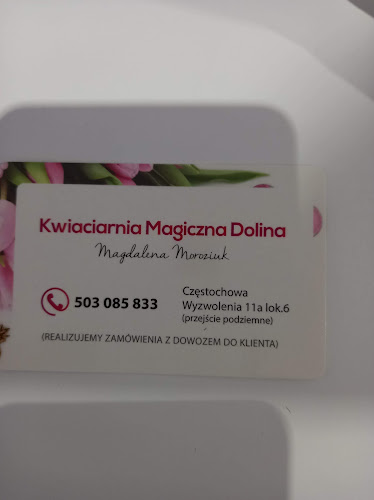 Kwiaciarnia Magiczna Dolina
Magdalena Moroziuk
503 085 833
Częstochowa
Wyzwolenia 11a lok.6
(przejście podziemne)
(REALIZUJEMY ZAMÓWIENIA Z DOWOZEM DO KLIENTA)